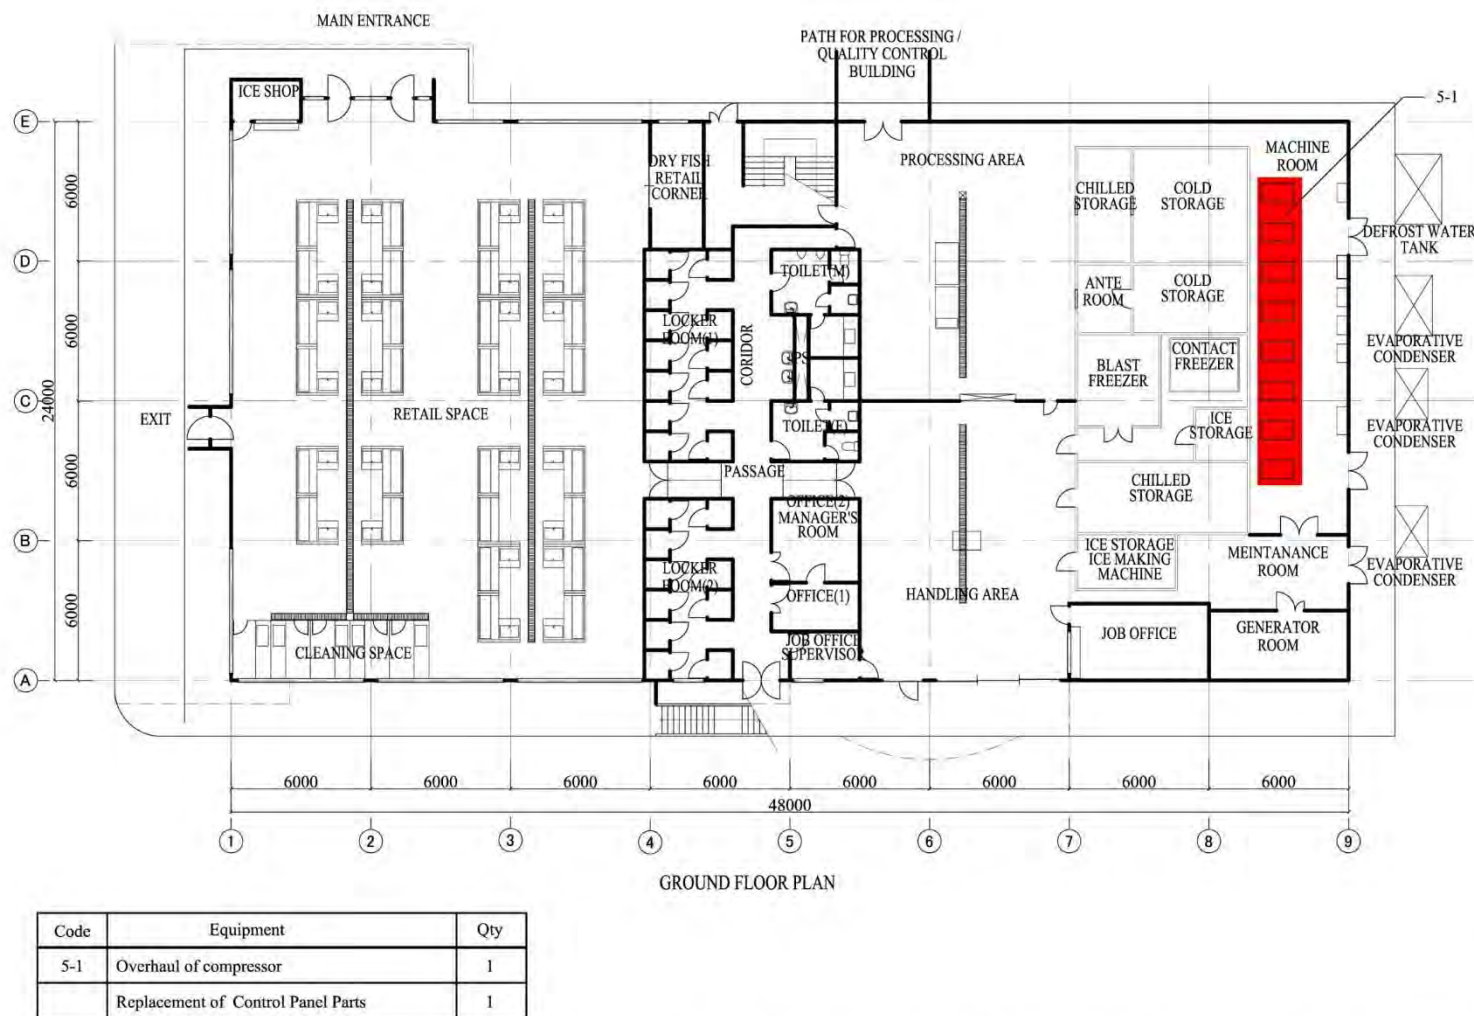 MAIN ENTRANCE
PATH FOR PROCESSING /
QUALITY CONTROL
BUILDING
5-1
ICE SHOP
E
DRY FISH
RETAIL
CORNER
PROCESSING AREA
MACHINE
ROOM
CHILLED
STORAGE
COLD
STORAGE
6000
DEFROST WATER
TANK
D
TOILET(M)
ANTE
ROOM
COLD
STORAGE
6000
LOCKER
ROOM(1)
CORIDOR
PS
BLAST
FREEZER
CONTACT
FREEZER
EVAPORATIVE
CONDENSER
C
24000
EXIT
RETAIL SPACE
TOILET(F)
ICE
STORAGE
EVAPORATIVE
CONDENSER
6000
PASSAGE
CHILLED
STORAGE
OFFICE(2)
MANAGER'S
ROOM
B
ICE STORAGE
ICE MAKING
MACHINE
MEINTANANCE
ROOM
EVAPORATIVE
CONDENSER
LOCKER
ROOM(2)
6000
OFFICE(1)
HANDLING AREA
JOB OFFICE
SUPERVISOR
JOB OFFICE
GENERATOR
ROOM
CLEANING SPACE
A
6000 6000 6000 6000 6000 6000 6000 6000
48000
1 2 3 4 5 6 7 8 9
GROUND FLOOR PLAN
Code Equipment Qty
5-1 Overhaul of compressor 1
Replacement of Control Panel Parts 1